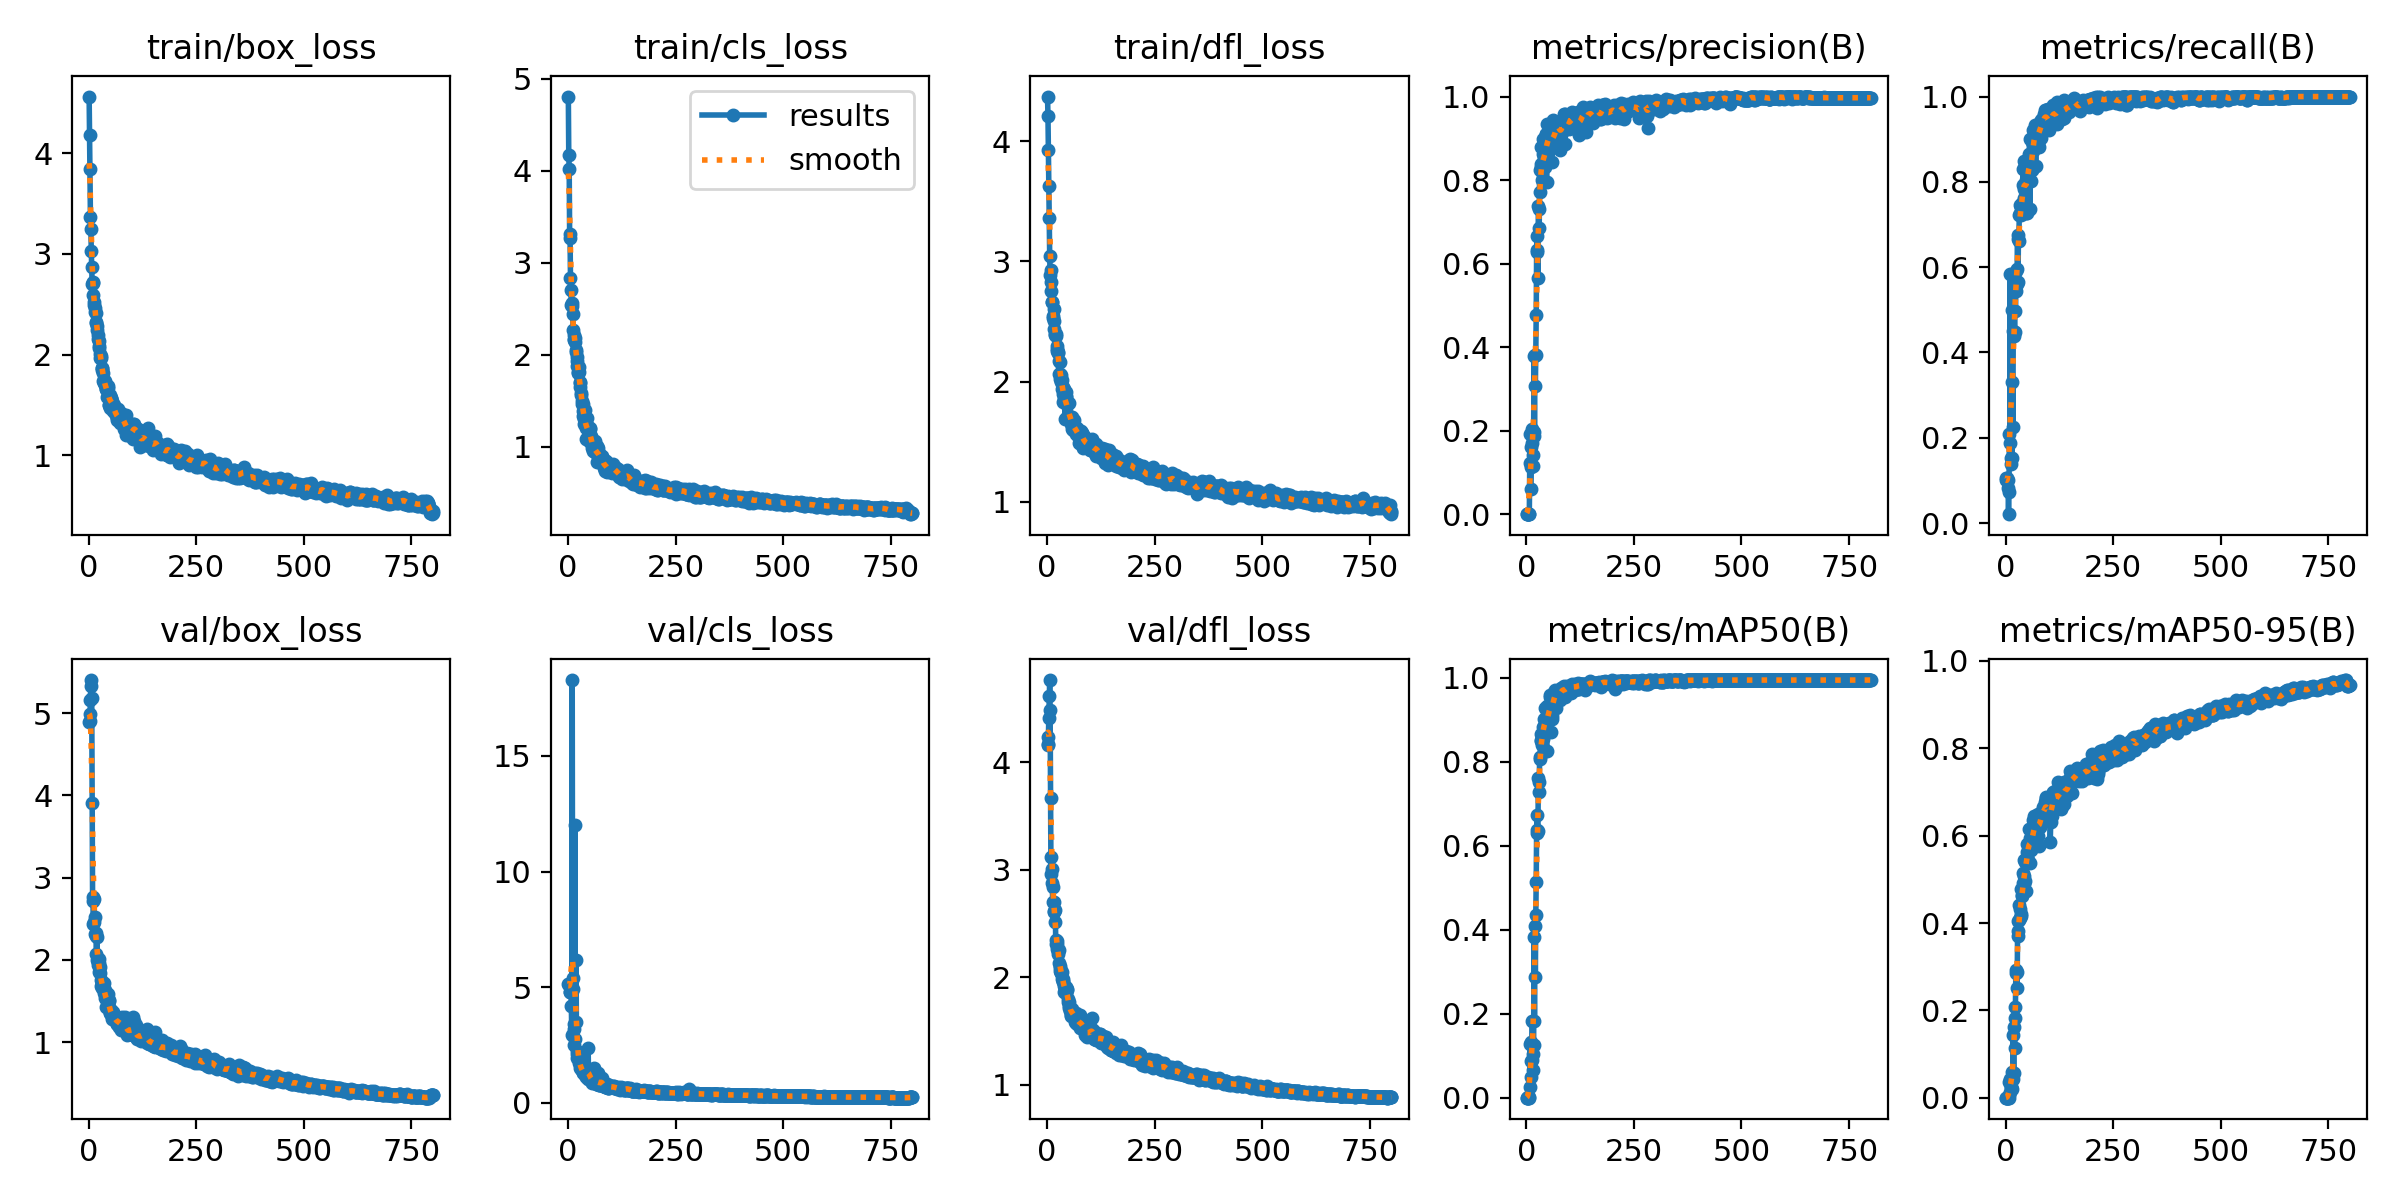 train/box_loss
4
3
2
1
0 250 500 750
train/cls_loss
5
4
3
2
1
0 250 500 750
results
smooth
train/dfl_loss
4
3
2
1
0 250 500 750
metrics/precision(B)
1.0
0.8
0.6
0.4
0.2
0.0
0 250 500 750
metrics/recall(B)
1.0
0.8
0.6
0.4
0.2
0.0
0 250 500 750
val/box_loss
5
4
3
2
1
0 250 500 750
val/cls_loss
15
10
5
0
0 250 500 750
val/dfl_loss
4
3
2
1
0 250 500 750
metrics/mAP50(B)
1.0
0.8
0.6
0.4
0.2
0.0
0 250 500 750
metrics/mAP50-95(B)
1.0
0.8
0.6
0.4
0.2
0.0
0 250 500 750